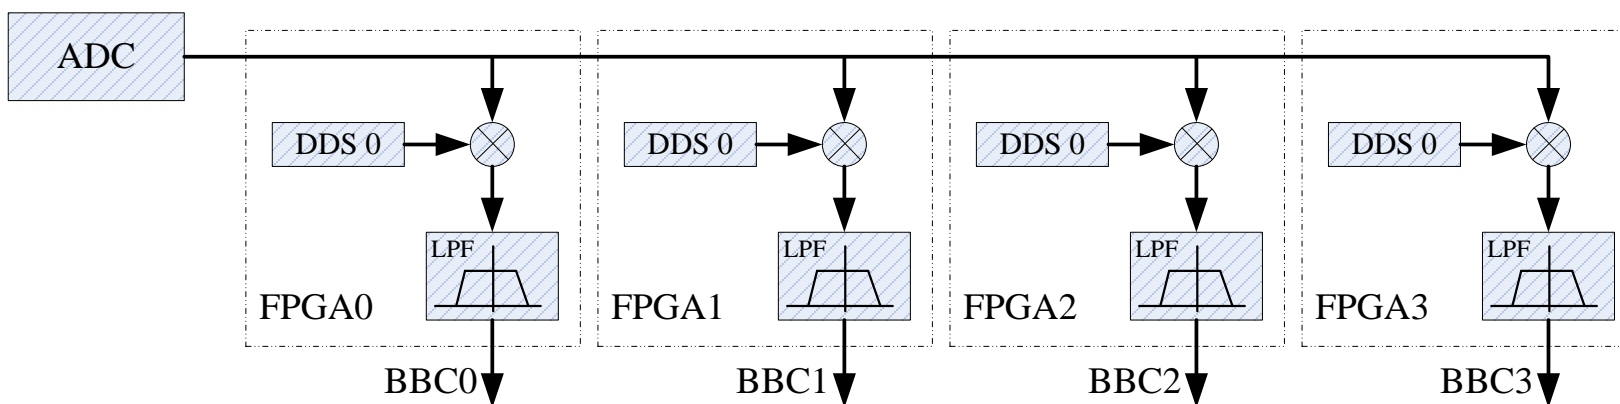 ADC
DDS 0 DDS 0 DDS 0 DDS 0
LPF LPF LPF LPF
FPGA0 FPGA1 FPGA2 FPGA3
BBC0 BBC1 BBC2 BBC3